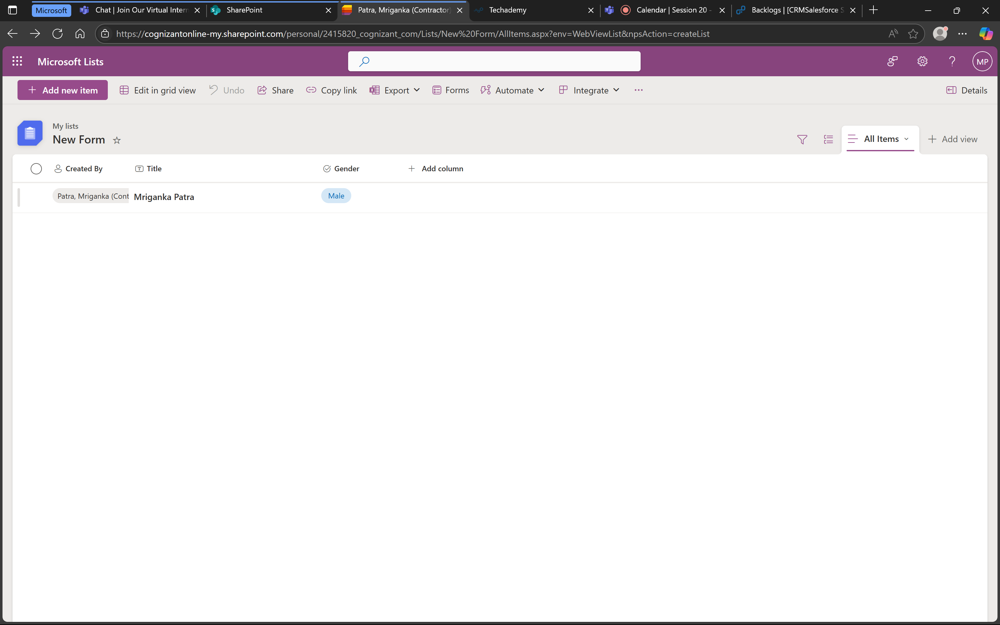 Microsoft
Chat | Join Our Virtual Intern
SharePoint
Patra, Mriganka (Contractor)
Techademy
Calendar | Session 20 -
Backlogs | [CRMSalesforce S
https://cognizantonline-my.sharepoint.com/personal/2415820_cognizant_com/Lists/New%20Form/AllItems.aspx?env=WebViewList&npsAction=createList
Microsoft Lists
MP
Add new item
Edit in grid view
Undo
Share
Copy link
Export
Forms
Automate
Integrate
Details
My lists
New Form
All Items
Add view
Created By
Title
Gender
Add column
Patra, Mriganka (Cont
Mriganka Patra
Male